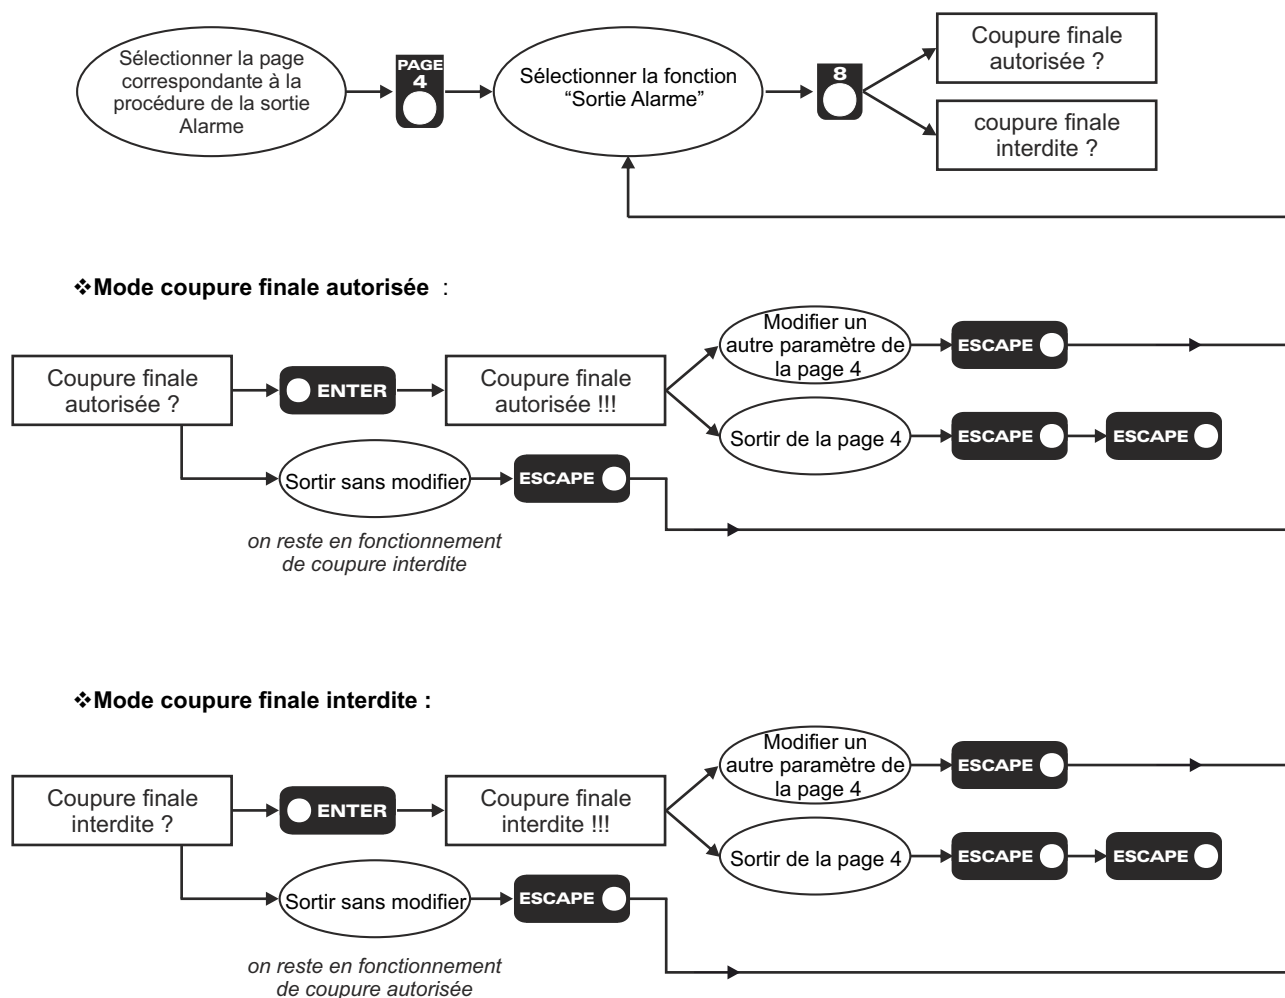 Sélectionner la page
correspondante à la
procédure de la sortie
Alarme
PAGE
4
Sélectionner la fonction
“Sortie Alarme”
8
Coupure finale
autorisée ?
coupure finale
interdite ?
❖Mode coupure finale autorisée :
Coupure finale
autorisée ?
ENTER
Coupure finale
autorisée !!!
Modifier un
autre paramètre de
la page 4
ESCAPE
Sortir de la page 4
ESCAPE
ESCAPE
Sortir sans modifier
ESCAPE
on reste en fonctionnement
de coupure interdite
❖Mode coupure finale interdite :
Coupure finale
interdite ?
ENTER
Coupure finale
interdite !!!
Modifier un
autre paramètre de
la page 4
ESCAPE
Sortir de la page 4
ESCAPE
ESCAPE
Sortir sans modifier
ESCAPE
on reste en fonctionnement
de coupure autorisée